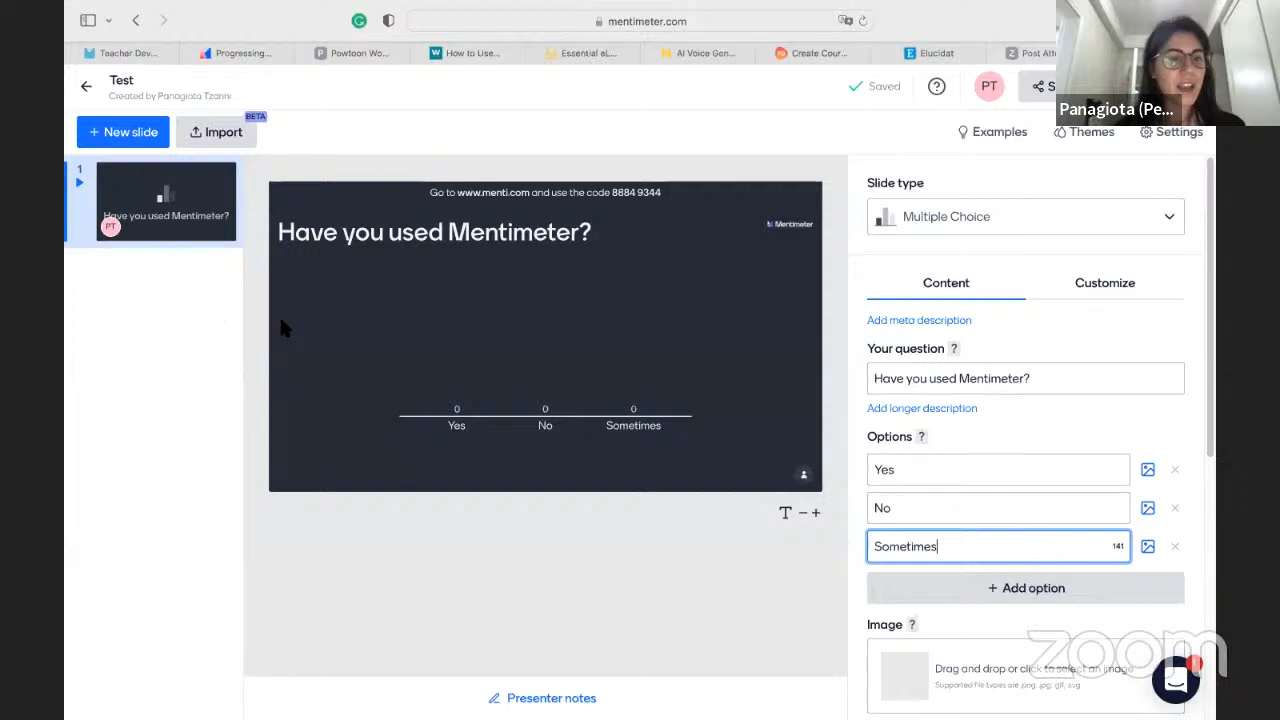 mentimeter.com
Teacher Dev...
Progressing...
Powtoon Wo...
How to Use...
Essential eL...
AI Voice Gen...
Create Cour...
Elucidat
Post Att
Panagiota (Pe...
Test
Created by Panagiota Tzanni
Saved
PT
S
+ New slide
Import
BETA
Examples
Themes
Settings
1
Have you used Mentimeter?
PT
Go to www.menti.com and use the code 8884 9344
Have you used Mentimeter?
Mentimeter
0 0 0
Yes No Sometimes
T − +
Presenter notes
Slide type
Multiple Choice
Content Customize
Add meta description
Your question ?
Have you used Mentimeter?
Add longer description
Options ?
Yes
No
Sometimes 141
+ Add option
Image ?
Drag and drop or click to select an image
Supported file types are png, jpg, gif, svg
zoom